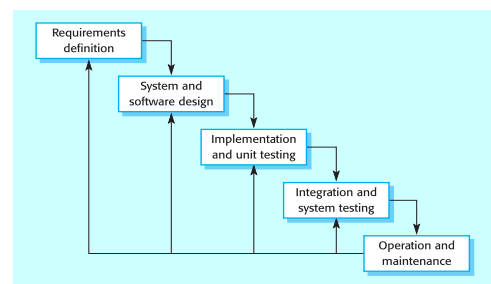 Requirements
definition
System and
software design
Implementation
and unit testing
Integration and
system testing
Operation and
maintenance